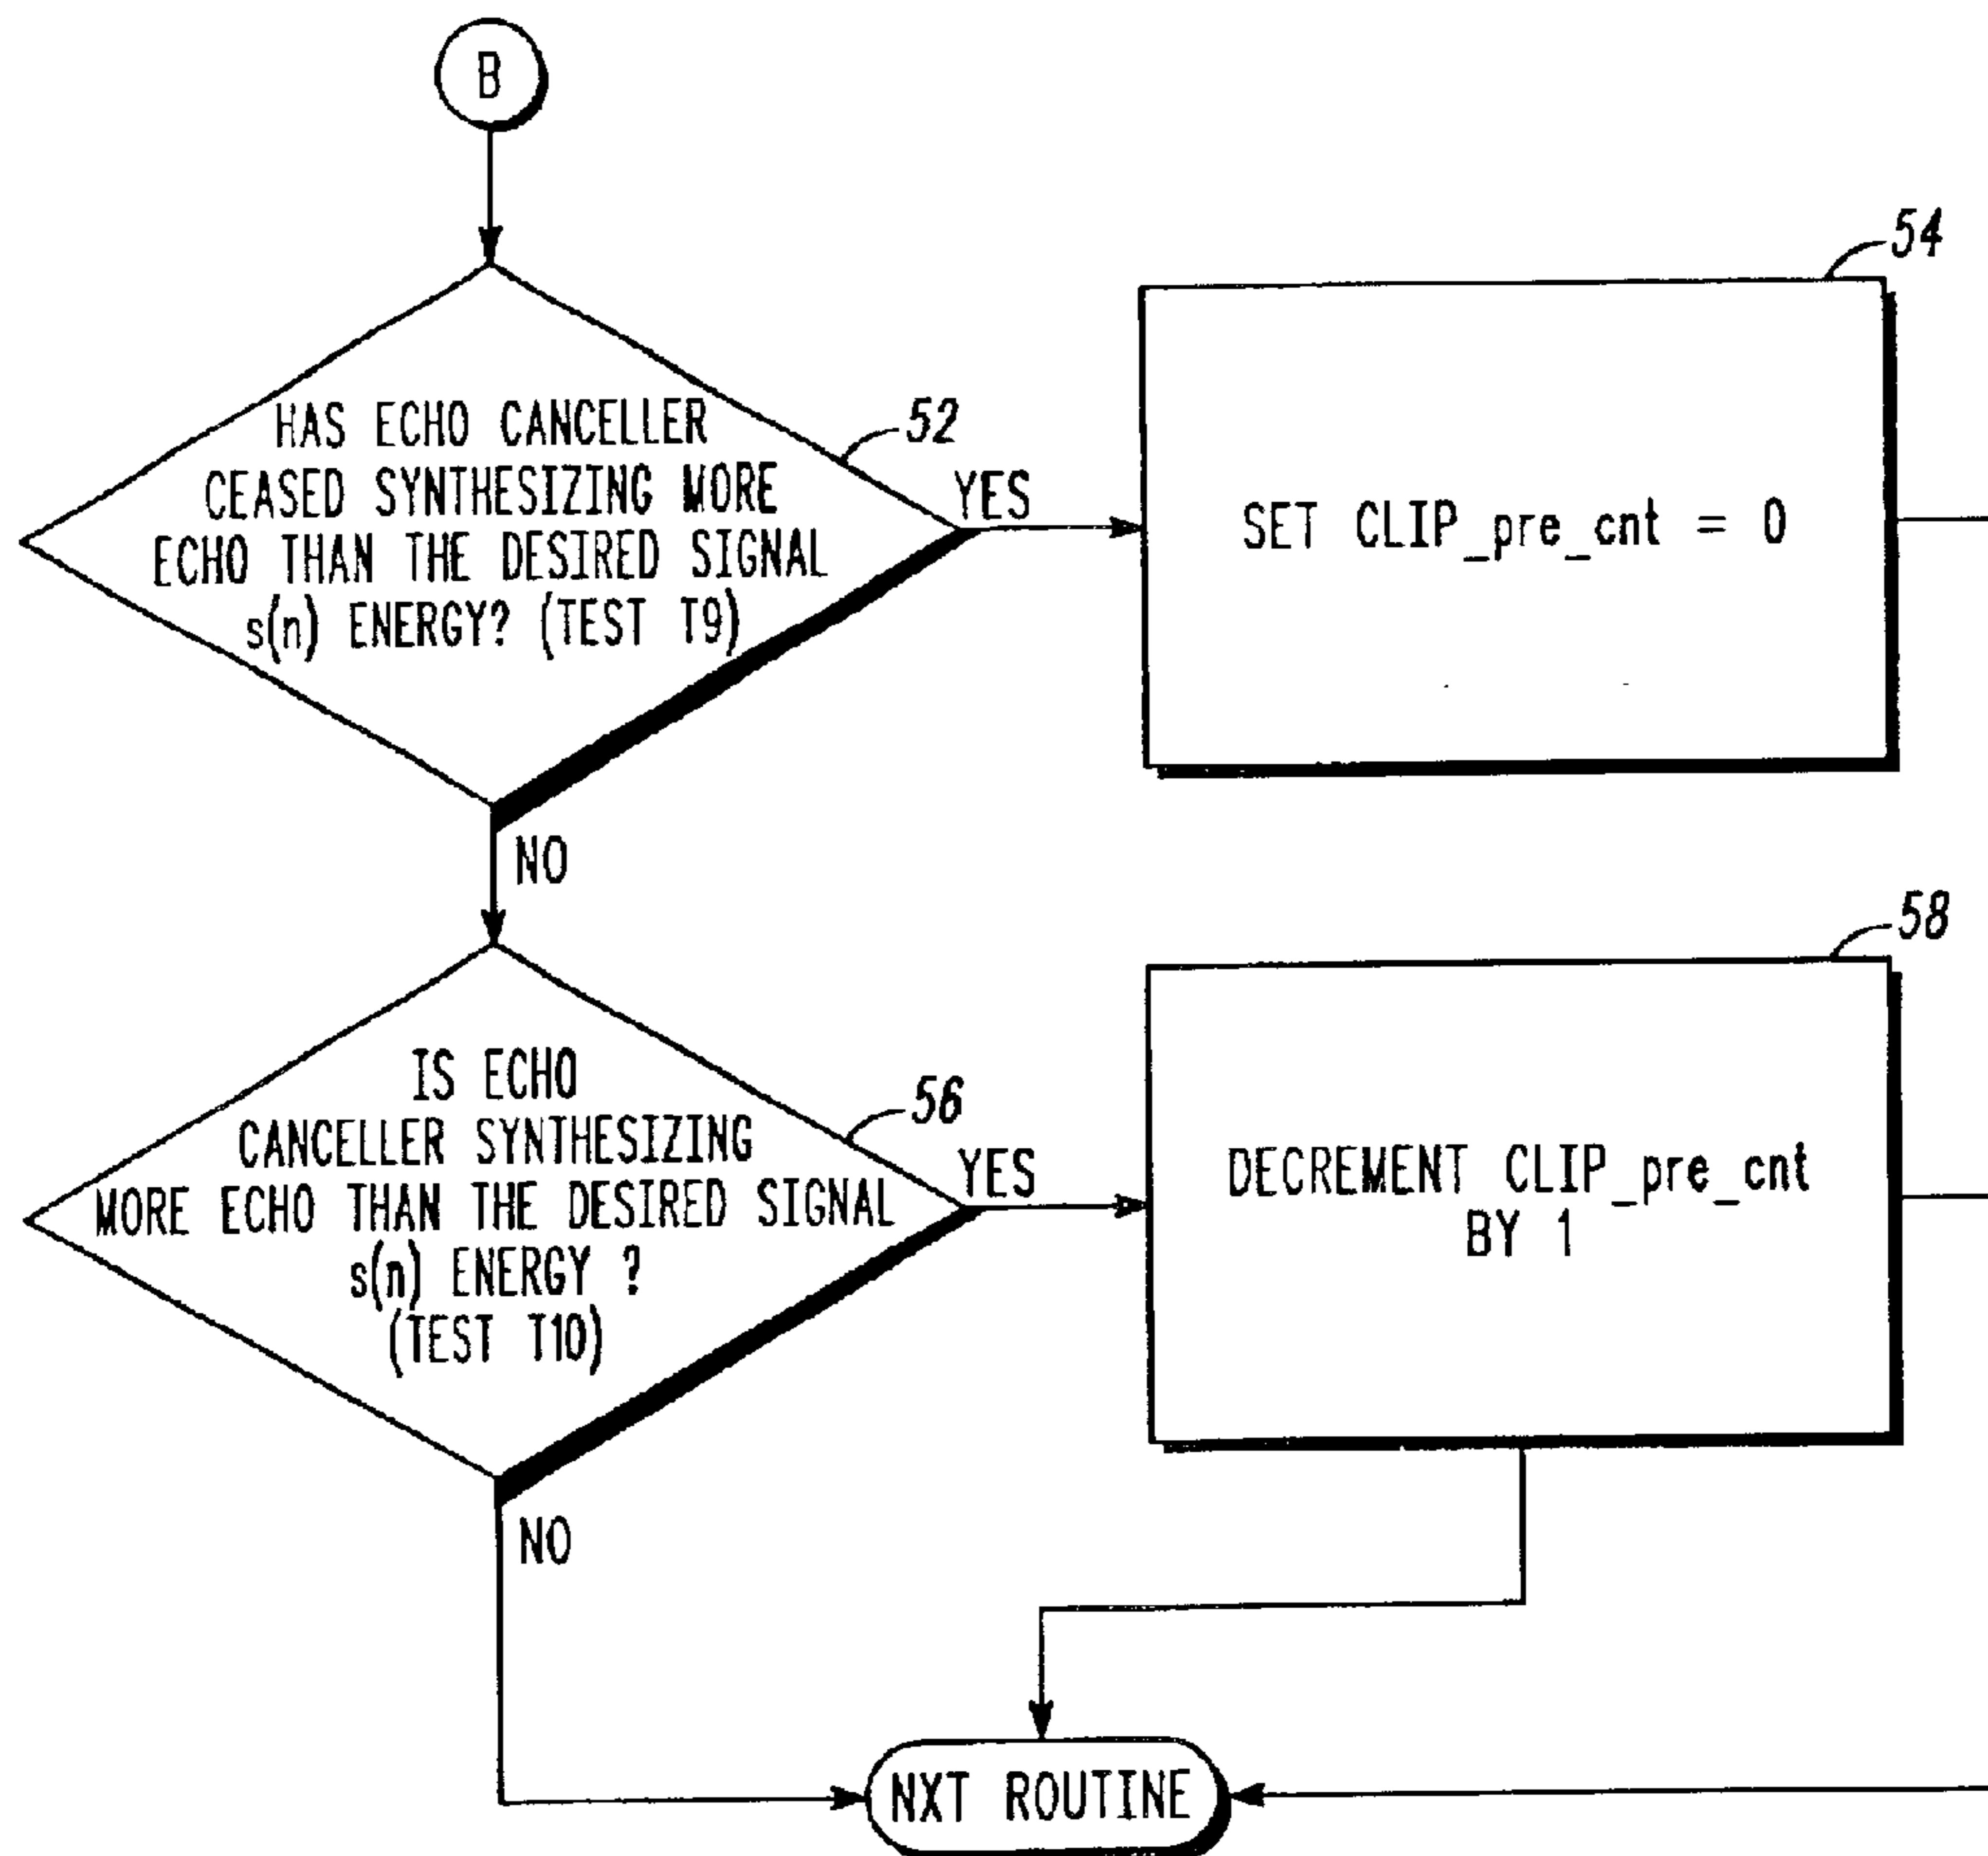 B
54
HAS ECHO CANCELLER
CEASED SYNTHESIZING MORE
ECHO THAN THE DESIRED SIGNAL
s(n) ENERGY? (TEST T9)
52
YES
SET CLIP_pre_cnt = 0
NO
58
IS ECHO
CANCELLER SYNTHESIZING
MORE ECHO THAN THE DESIRED SIGNAL
s(n) ENERGY ?
(TEST T10)
56
YES
DECREMENT CLIP_pre_cnt
BY 1
NO
NXT ROUTINE